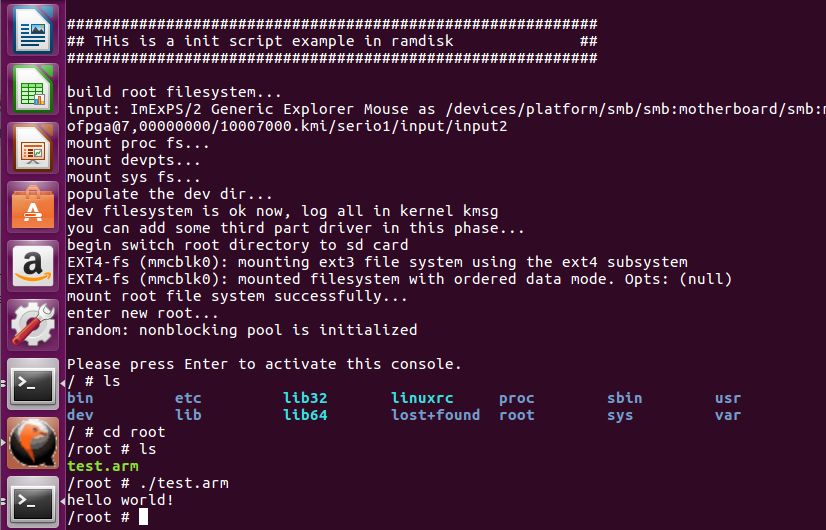 ###########################################################
## THis is a init script example in ramdisk              ##
###########################################################
build root filesystem...
input: ImExPS/2 Generic Explorer Mouse as /devices/platform/smb/smb:motherboard/smb:m
ofpga@7,00000000/10007000.kmi/serio1/input/input2
mount proc fs...
mount devpts...
mount sys fs...
populate the dev dir...
dev filesystem is ok now, log all in kernel kmsg
you can add some third part driver in this phase...
begin switch root directory to sd card
EXT4-fs (mmcblk0): mounting ext3 file system using the ext4 subsystem
EXT4-fs (mmcblk0): mounted filesystem with ordered data mode. Opts: (null)
mount root file system successfully...
enter new root...
random: nonblocking pool is initialized
Please press Enter to activate this console.
/ # ls
bin         etc         lib32       linuxrc     proc        sbin        usr
dev         lib         lib64       lost+found  root        sys         var
/ # cd root
/root # ls
test.arm
/root # ./test.arm
hello world!
/root #